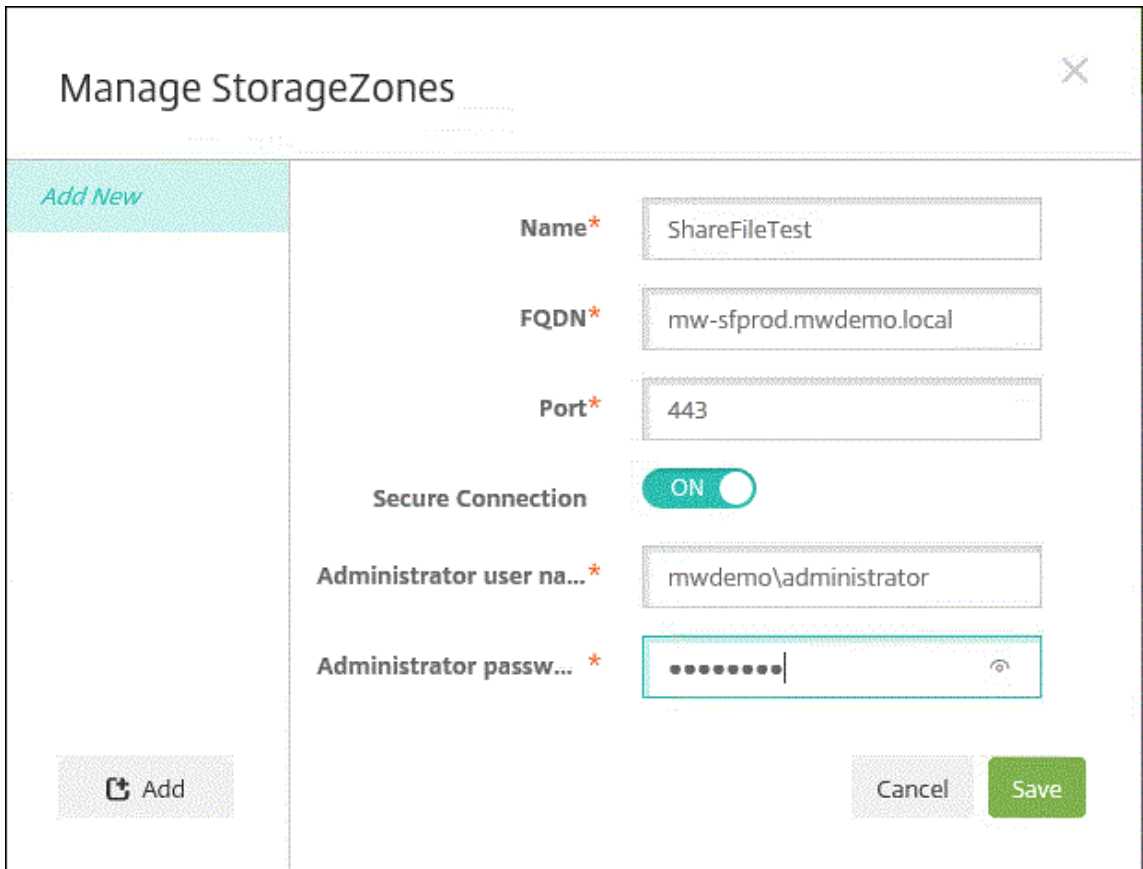 Manage StorageZones
Add New
Name* ShareFileTest
FQDN* mw-sfprod.mwdemo.local
Port* 443
Secure Connection ON
Administrator user na...* mwdemo\administrator
Administrator passw... * ••••••••
Add
Cancel Save